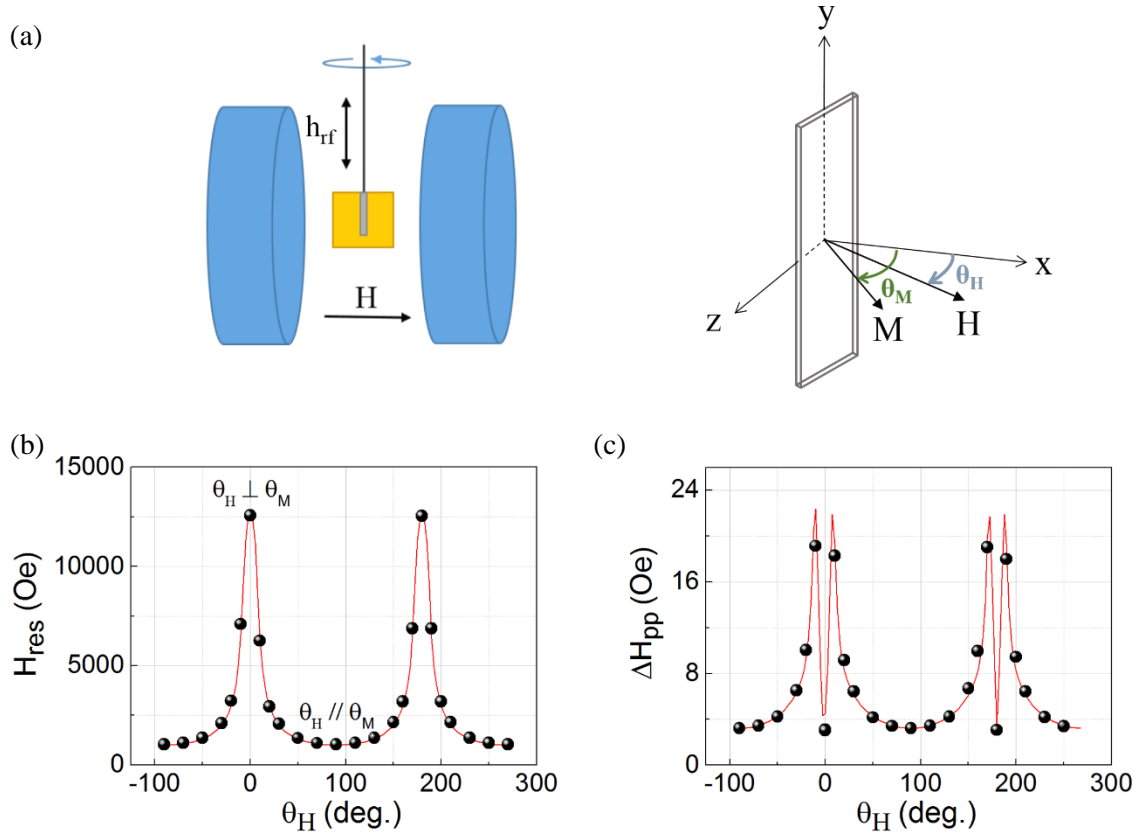 (a)
h_rf
H
y
x
z
θ_M
θ_H
M
H
(b)
15000
10000
5000
0
H_res (Oe)
θ_H ⊥ θ_M
θ_H // θ_M
-100 0 100 200 300
θ_H (deg.)
(c)
24
16
8
0
ΔH_pp (Oe)
-100 0 100 200 300
θ_H (deg.)